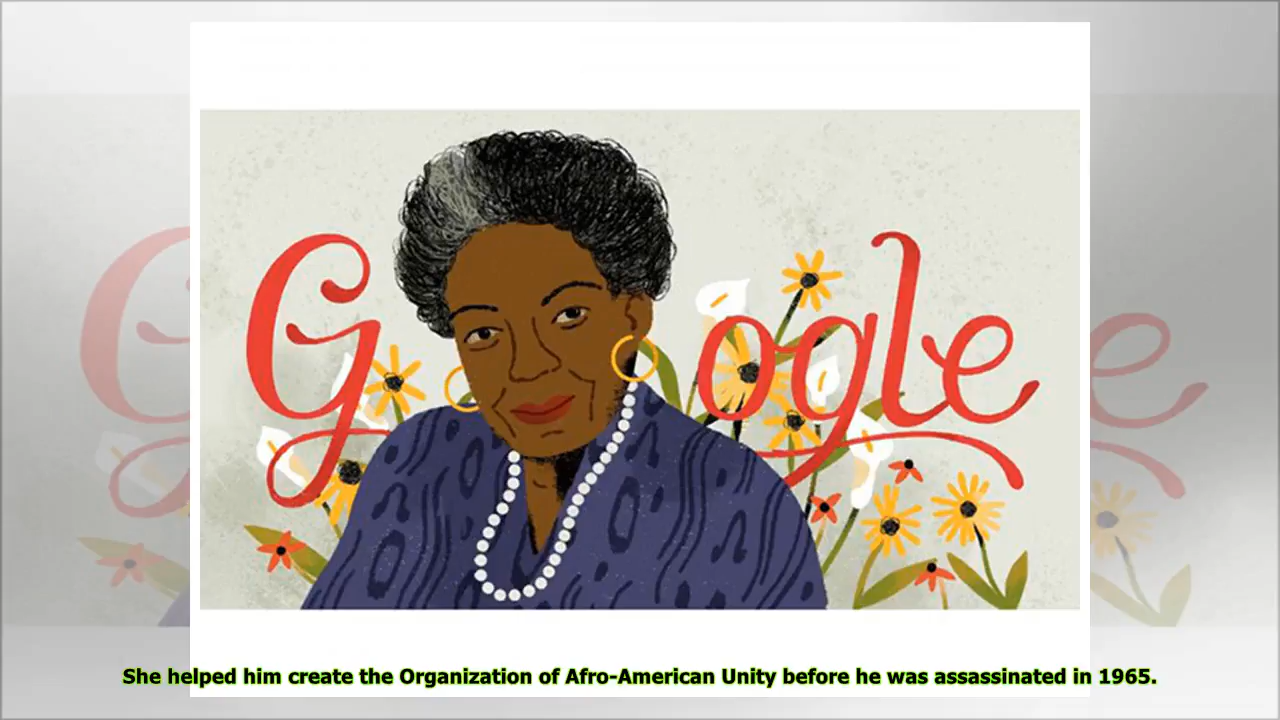 Google
She helped him create the Organization of Afro-American Unity before he was assassinated in 1965.